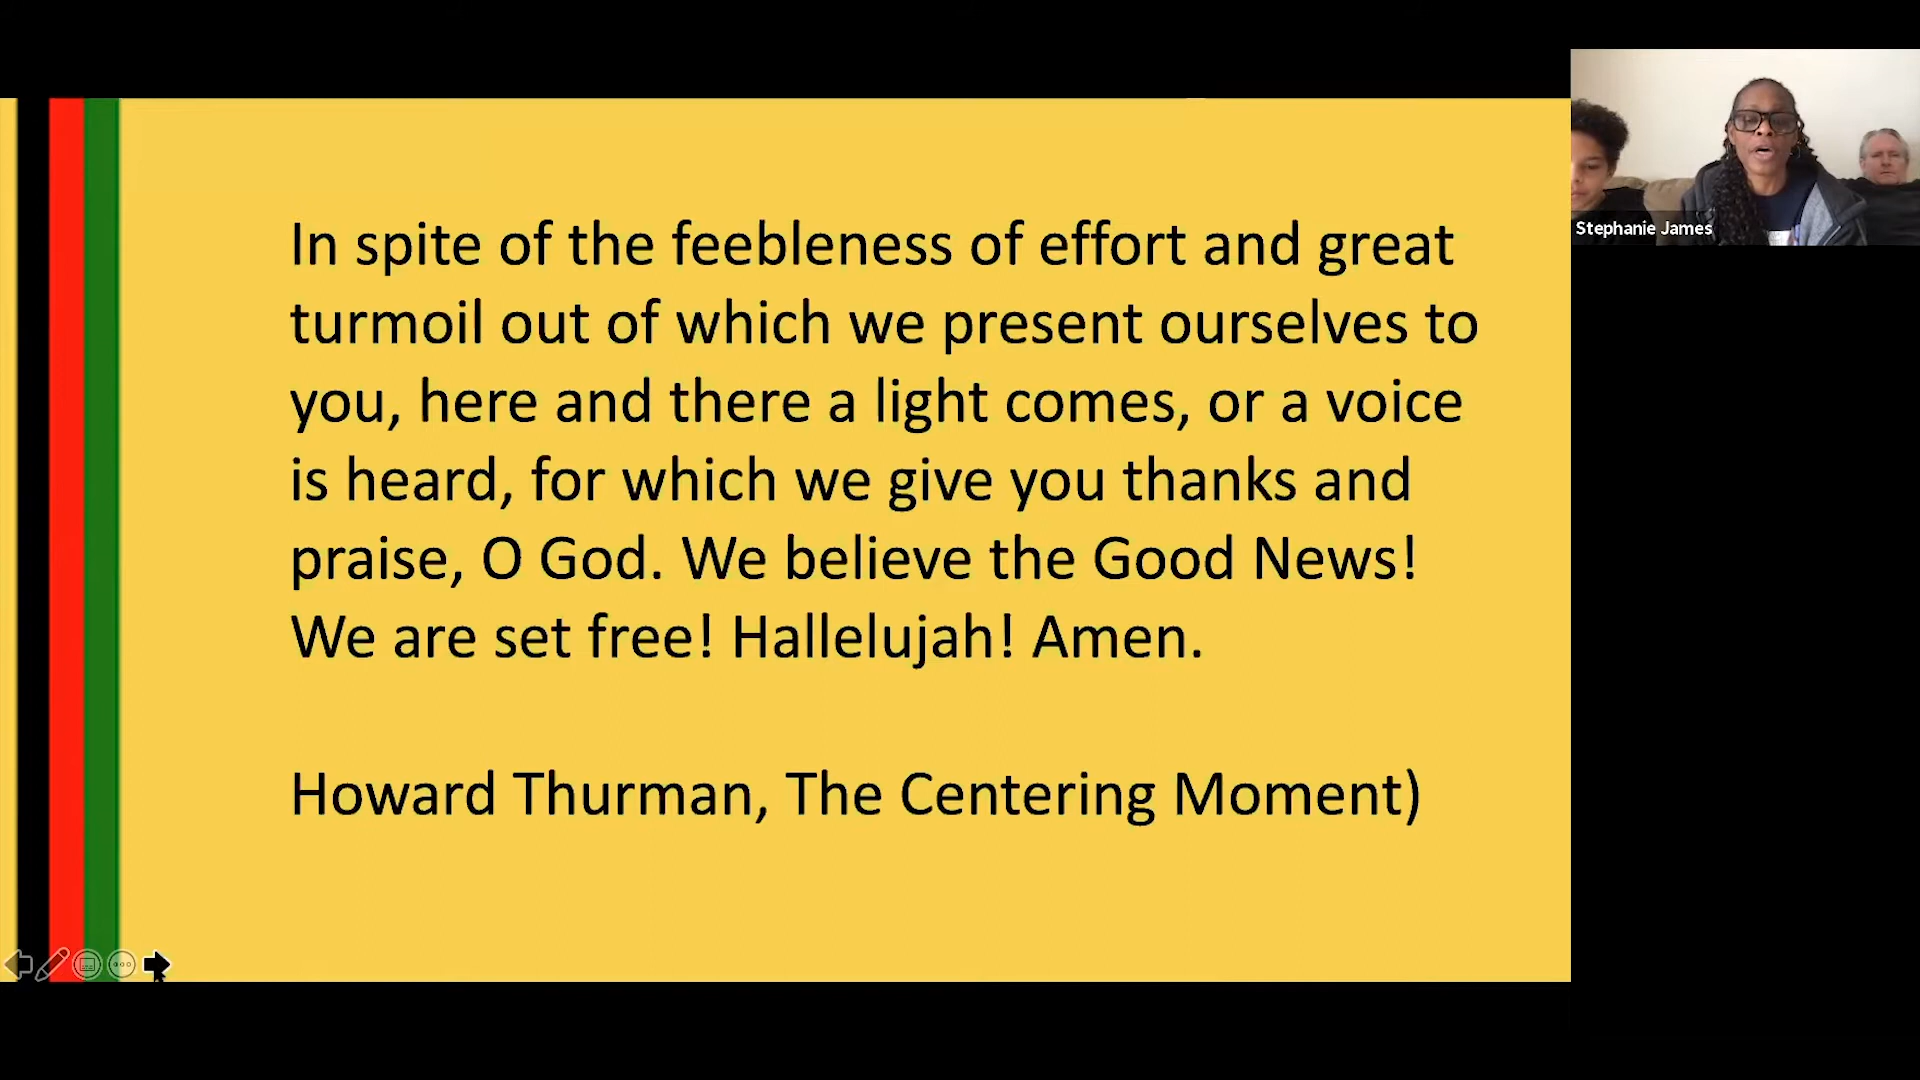 In spite of the feebleness of effort and great
turmoil out of which we present ourselves to
you, here and there a light comes, or a voice
is heard, for which we give you thanks and
praise, O God. We believe the Good News!
We are set free! Hallelujah! Amen.
Howard Thurman, The Centering Moment)
Stephanie James